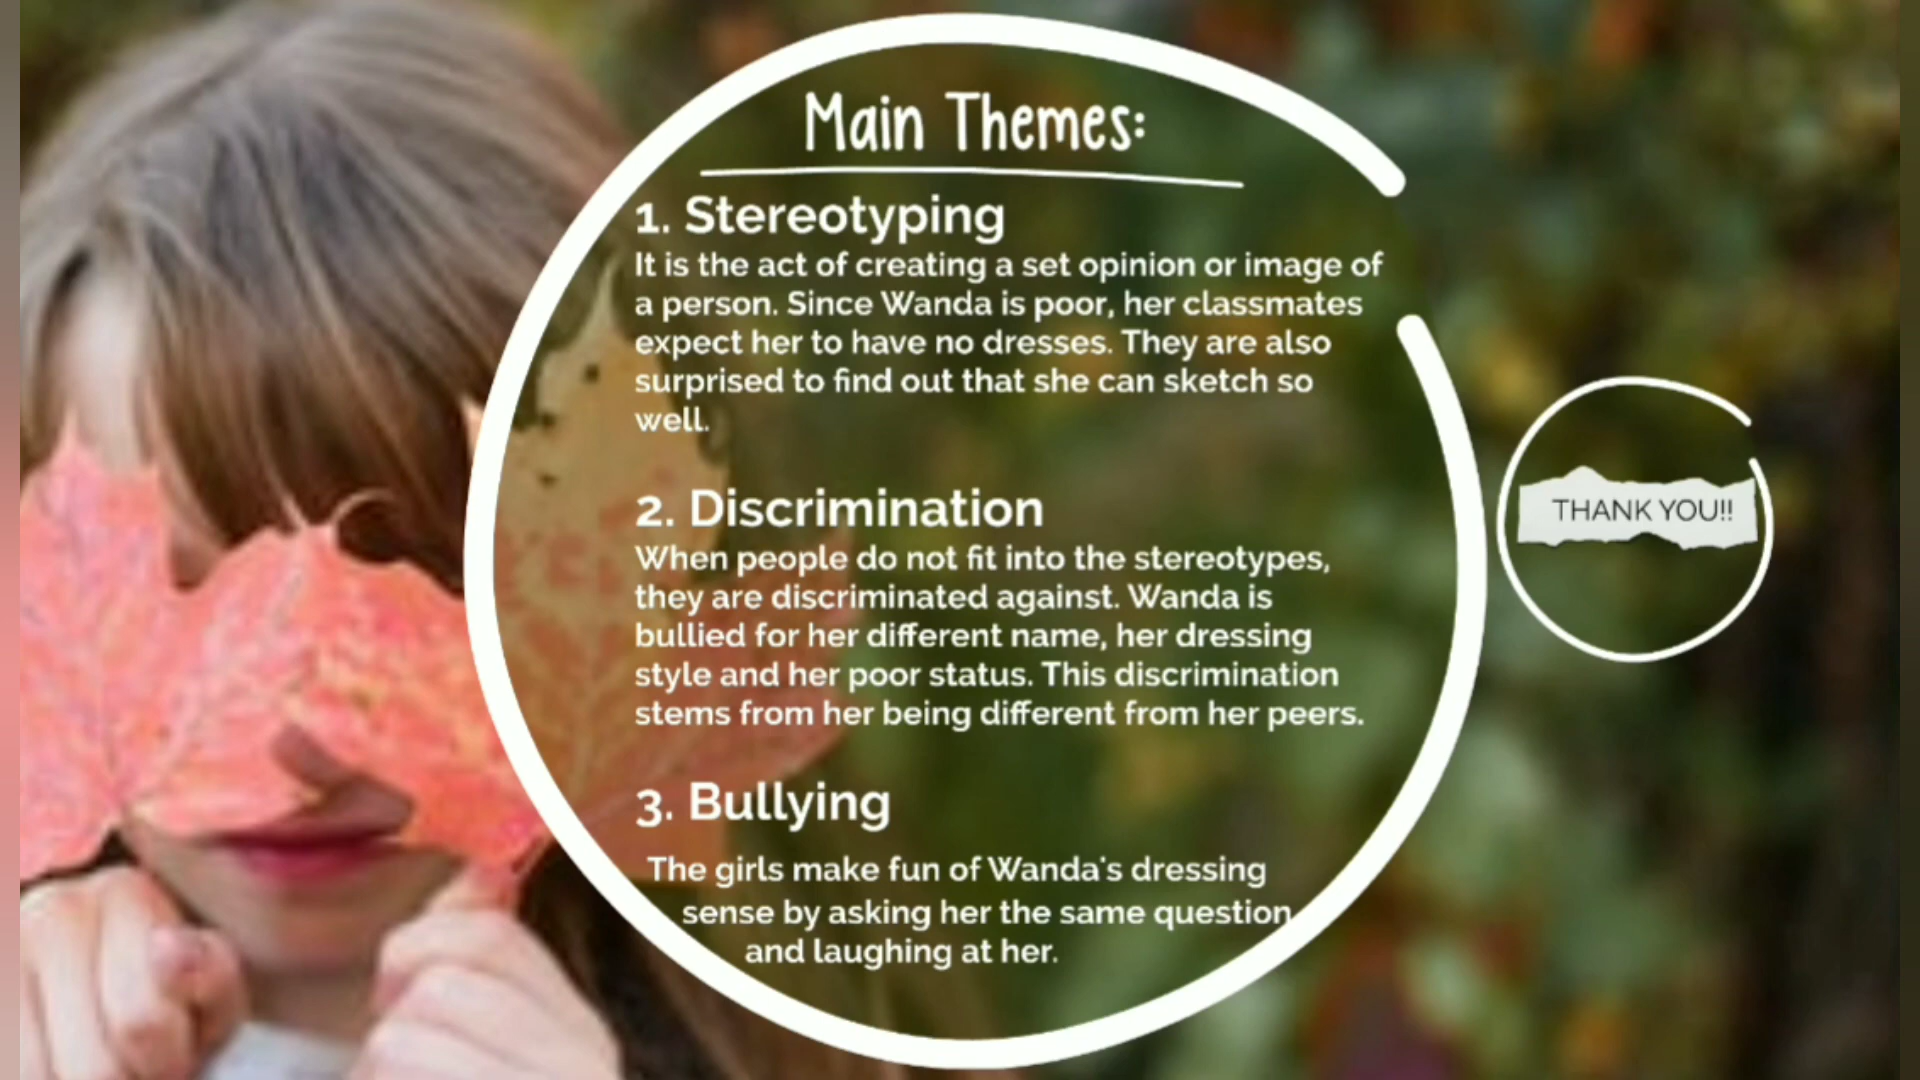 Main Themes:
1. Stereotyping
It is the act of creating a set opinion or image of
a person. Since Wanda is poor, her classmates
expect her to have no dresses. They are also
surprised to find out that she can sketch so
well.
2. Discrimination
When people do not fit into the stereotypes,
they are discriminated against. Wanda is
bullied for her different name, her dressing
style and her poor status. This discrimination
stems from her being different from her peers.
3. Bullying
The girls make fun of Wanda's dressing
sense by asking her the same question
and laughing at her.
THANK YOU!!